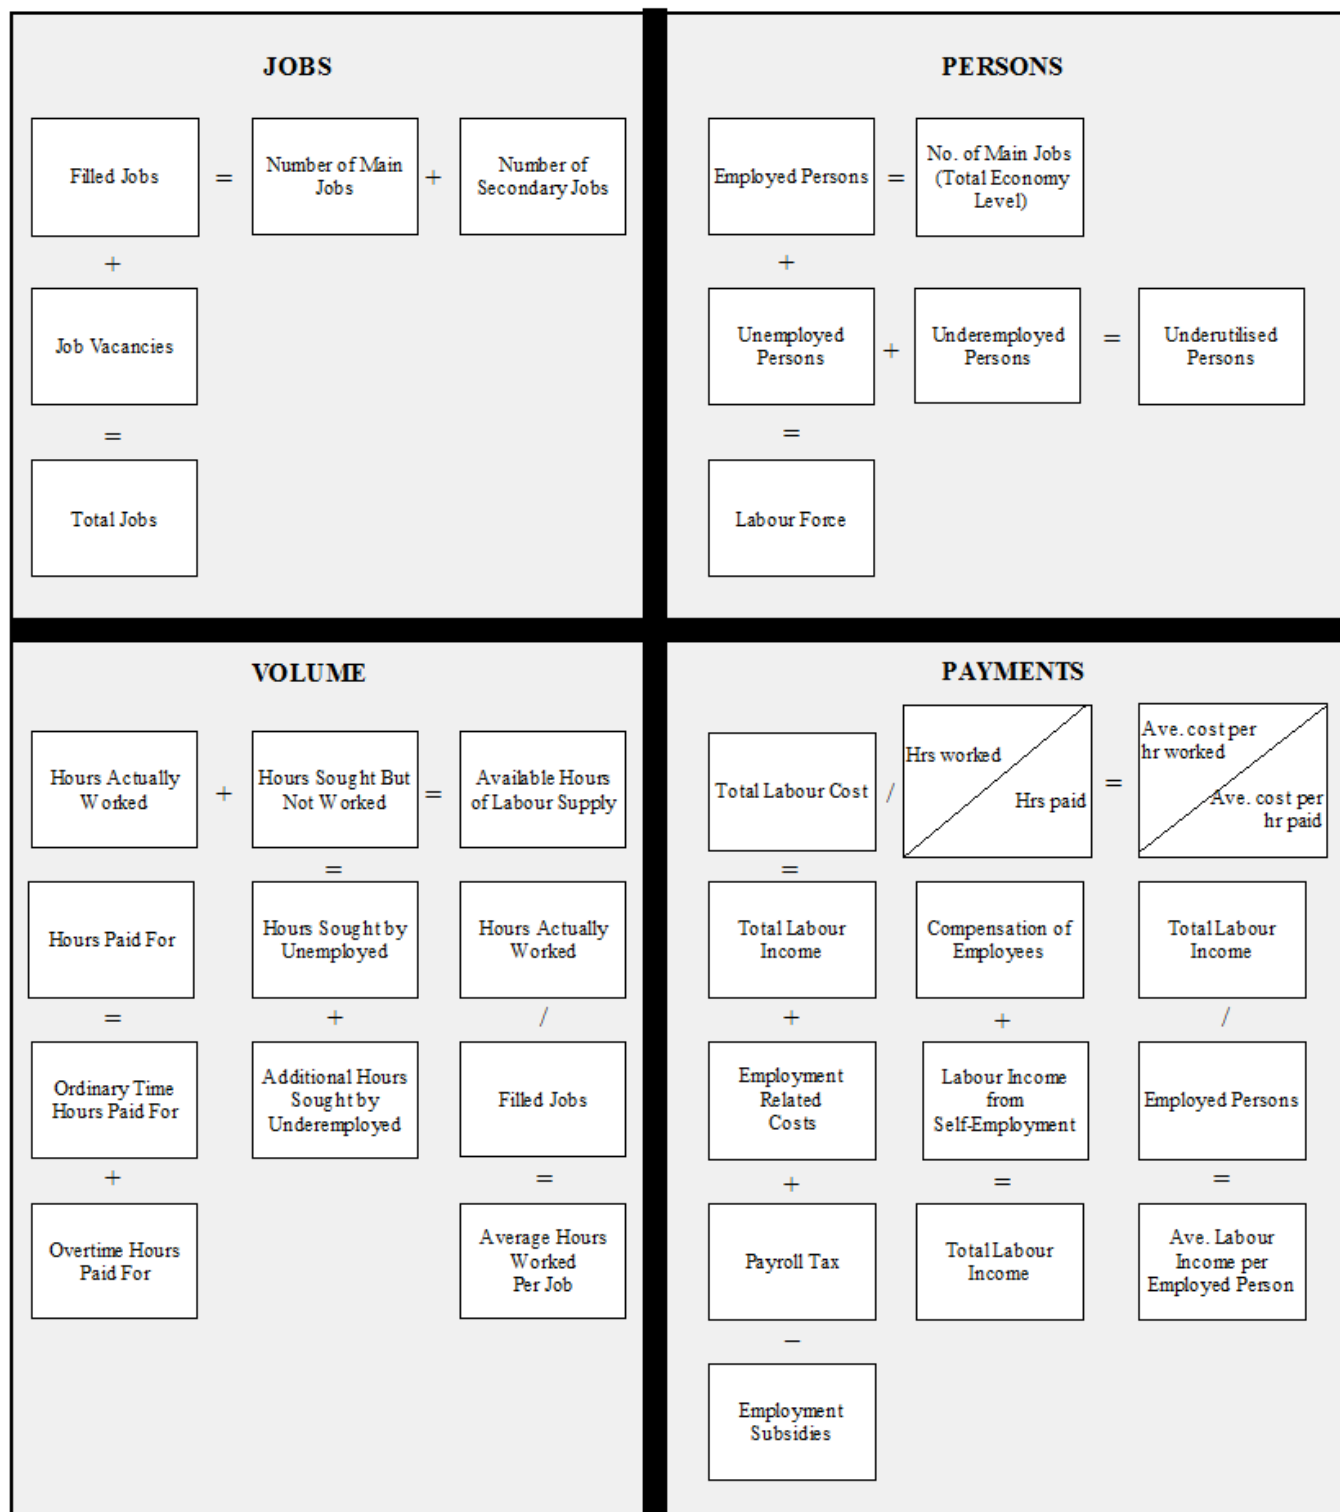 JOBS
Filled Jobs
=
Number of Main
Jobs
+
Number of
Secondary Jobs
+
Job Vacancies
=
Total Jobs
PERSONS
Employed Persons
=
No. of Main Jobs
(Total Economy
Level)
+
Unemployed
Persons
+
Underemployed
Persons
=
Underutilised
Persons
=
Labour Force
VOLUME
Hours Actually
Worked
+
Hours Sought But
Not Worked
=
Available Hours
of Labour Supply
=
Hours Paid For
Hours Sought by
Unemployed
Hours Actually
Worked
=
+
/
Ordinary Time
Hours Paid For
Additional Hours
Sought by
Underemployed
Filled Jobs
+
=
Overtime Hours
Paid For
Average Hours
Worked
Per Job
PAYMENTS
Total Labour Cost
/
Hrs worked
Hrs paid
=
Ave. cost per
hr worked
Ave. cost per
hr paid
=
Total Labour
Income
Compensation of
Employees
Total Labour
Income
+
+
/
Employment
Related
Costs
Labour Income
from
Self-Employment
Employed Persons
+
=
=
Payroll Tax
Total Labour
Income
Ave. Labour
Income per
Employed Person
−
Employment
Subsidies